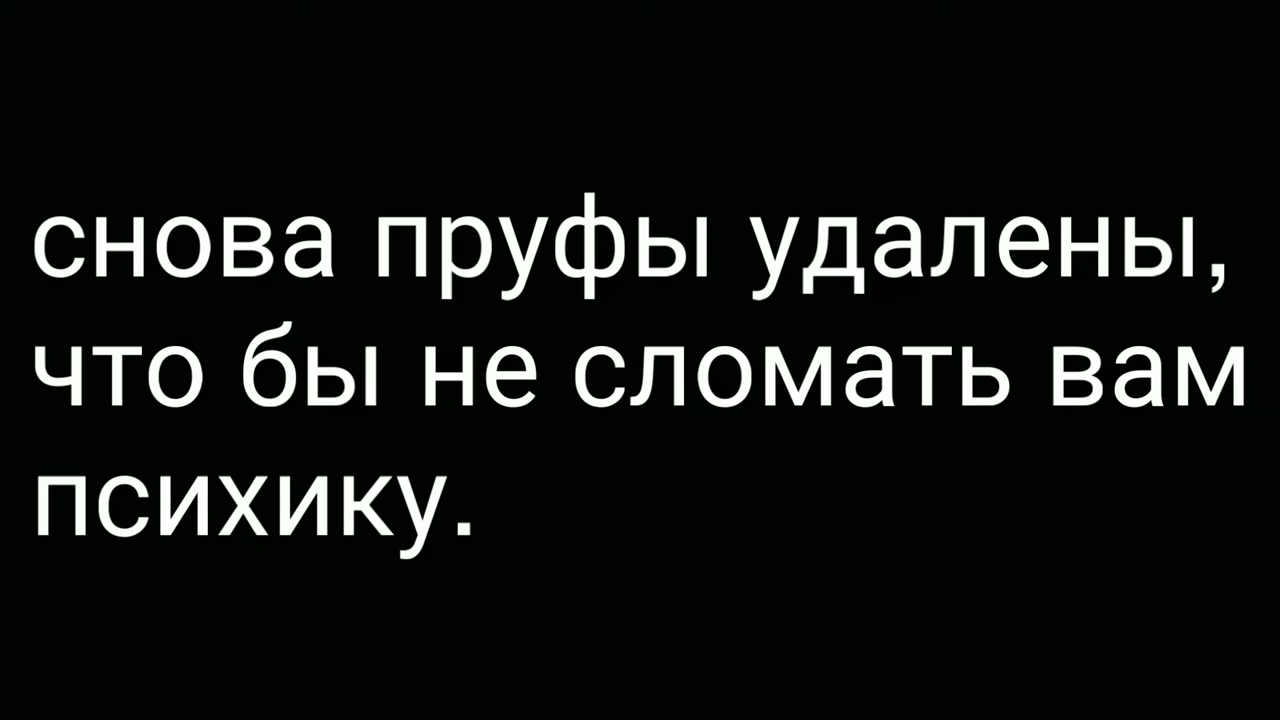 снова пруфы удалены,
что бы не сломать вам
психику.